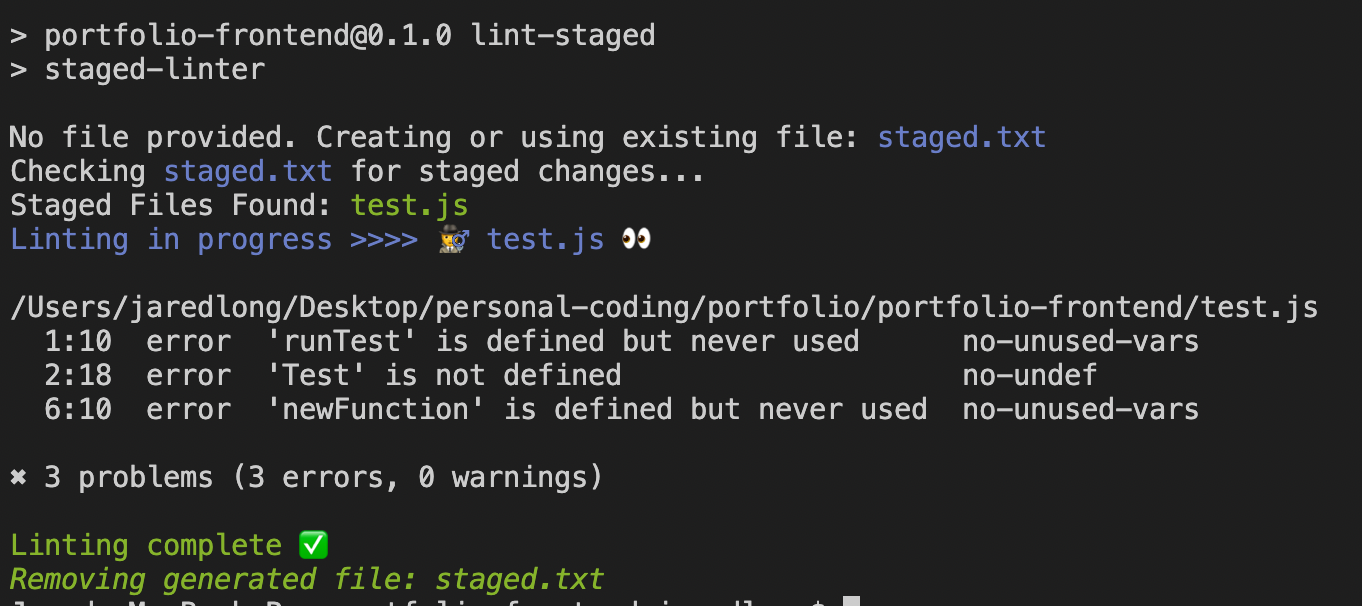 > portfolio-frontend@0.1.0 lint-staged
> staged-linter
No file provided. Creating or using existing file: staged.txt
Checking staged.txt for staged changes...
Staged Files Found: test.js
Linting in progress >>>> 🕵️‍♂️ test.js 👀
/Users/jaredlong/Desktop/personal-coding/portfolio/portfolio-frontend/test.js
1:10 error 'runTest' is defined but never used no-unused-vars
2:18 error 'Test' is not defined no-undef
6:10 error 'newFunction' is defined but never used no-unused-vars
✖ 3 problems (3 errors, 0 warnings)
Linting complete ✅
Removing generated file: staged.txt